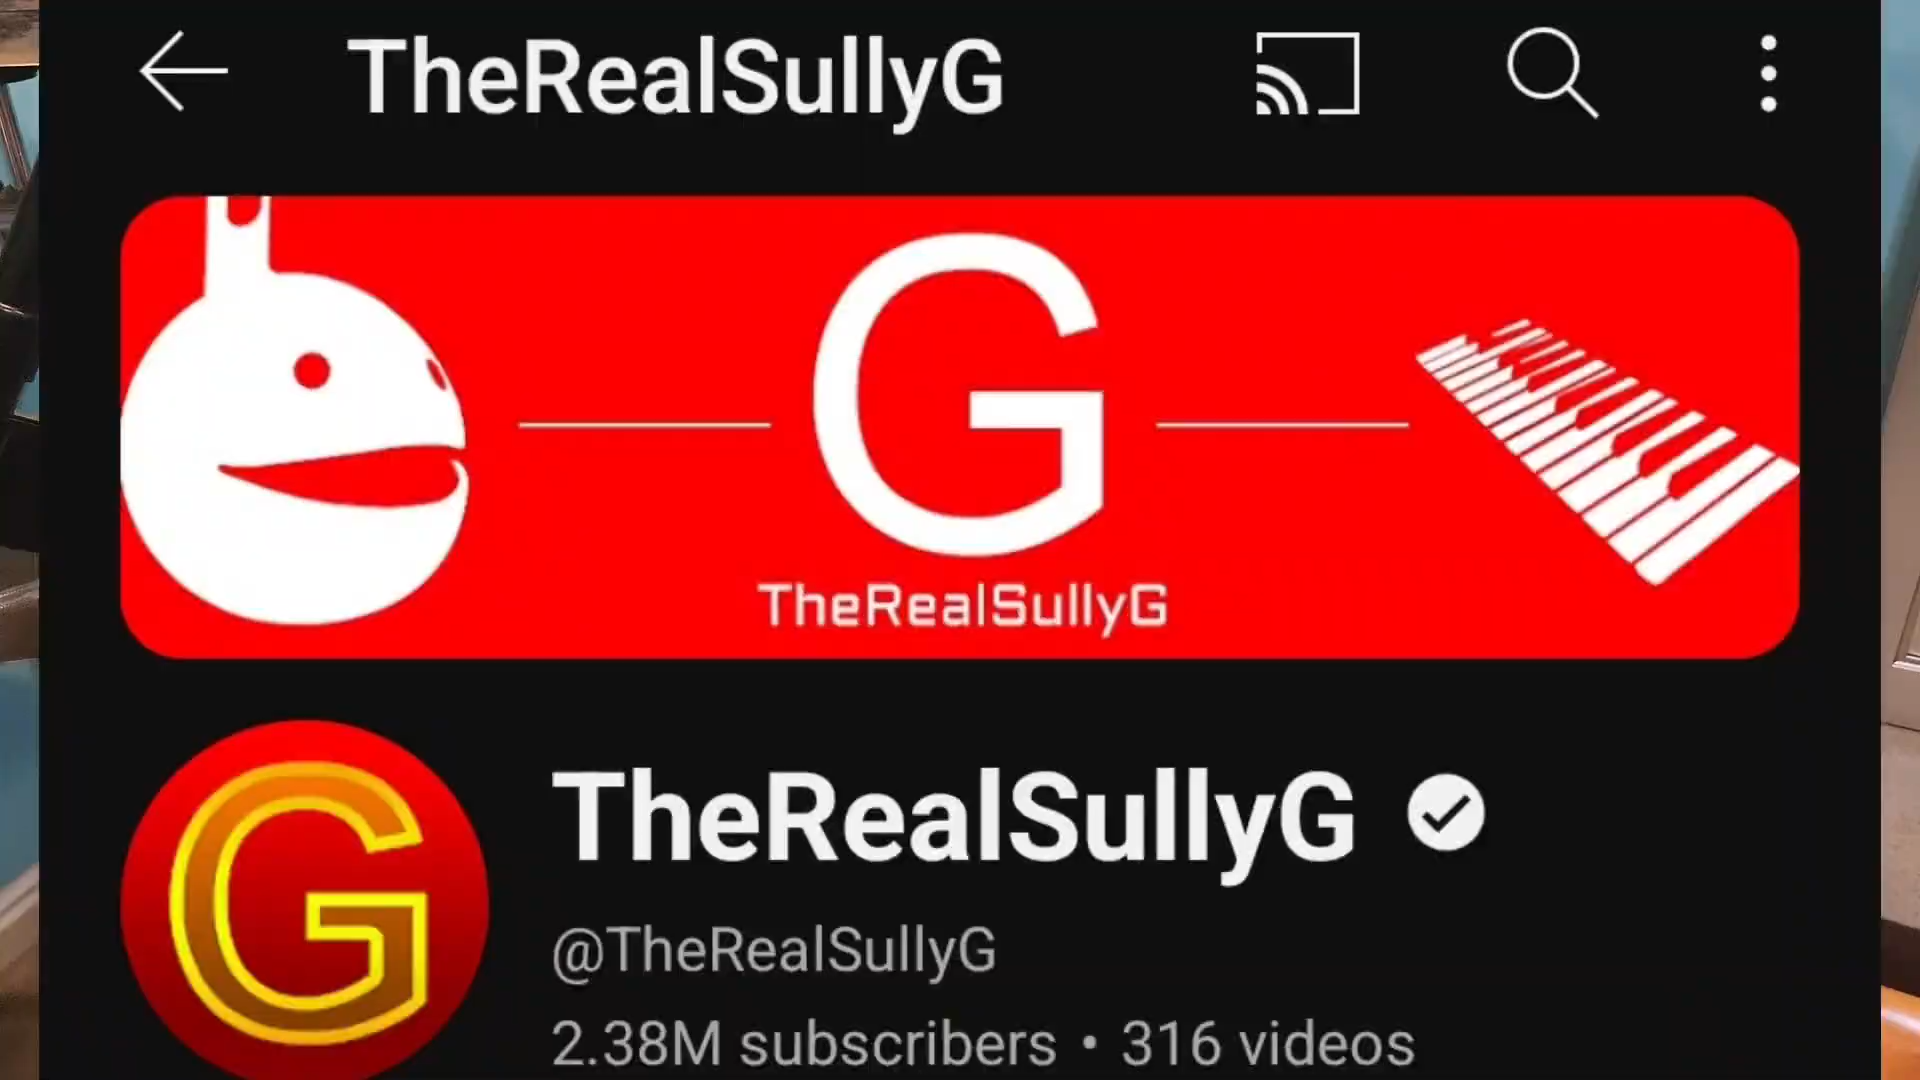 TheRealSullyG
G
TheRealSullyG
G
TheRealSullyG
@TheRealSullyG
2.38M subscribers • 316 videos